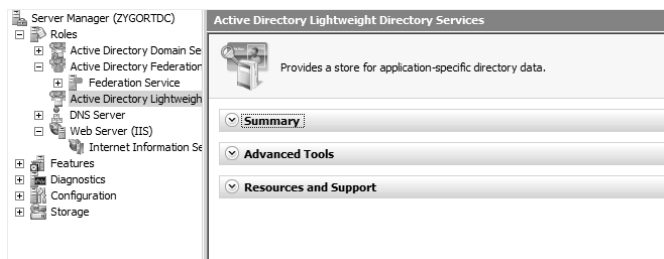 Server Manager (ZYGORTDC)
Roles
Active Directory Domain Se
Active Directory Federation
Federation Service
Active Directory Lightweigh
DNS Server
Web Server (IIS)
Internet Information Se
Features
Diagnostics
Configuration
Storage
Active Directory Lightweight Directory Services
Provides a store for application-specific directory data.
Summary
Advanced Tools
Resources and Support